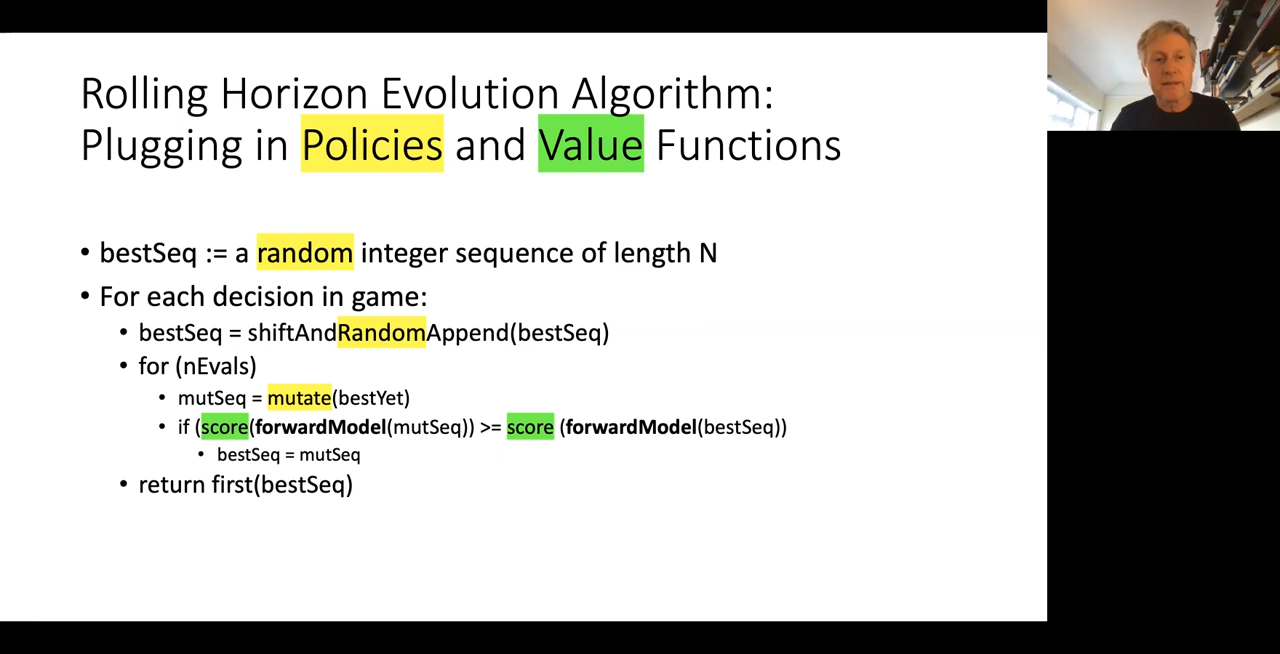 Rolling Horizon Evolution Algorithm:
Plugging in Policies and Value Functions
• bestSeq := a random integer sequence of length N
• For each decision in game:
• bestSeq = shiftAndRandomAppend(bestSeq)
• for (nEvals)
• mutSeq = mutate(bestYet)
• if (score(forwardModel(mutSeq)) >= score (forwardModel(bestSeq))
• bestSeq = mutSeq
• return first(bestSeq)